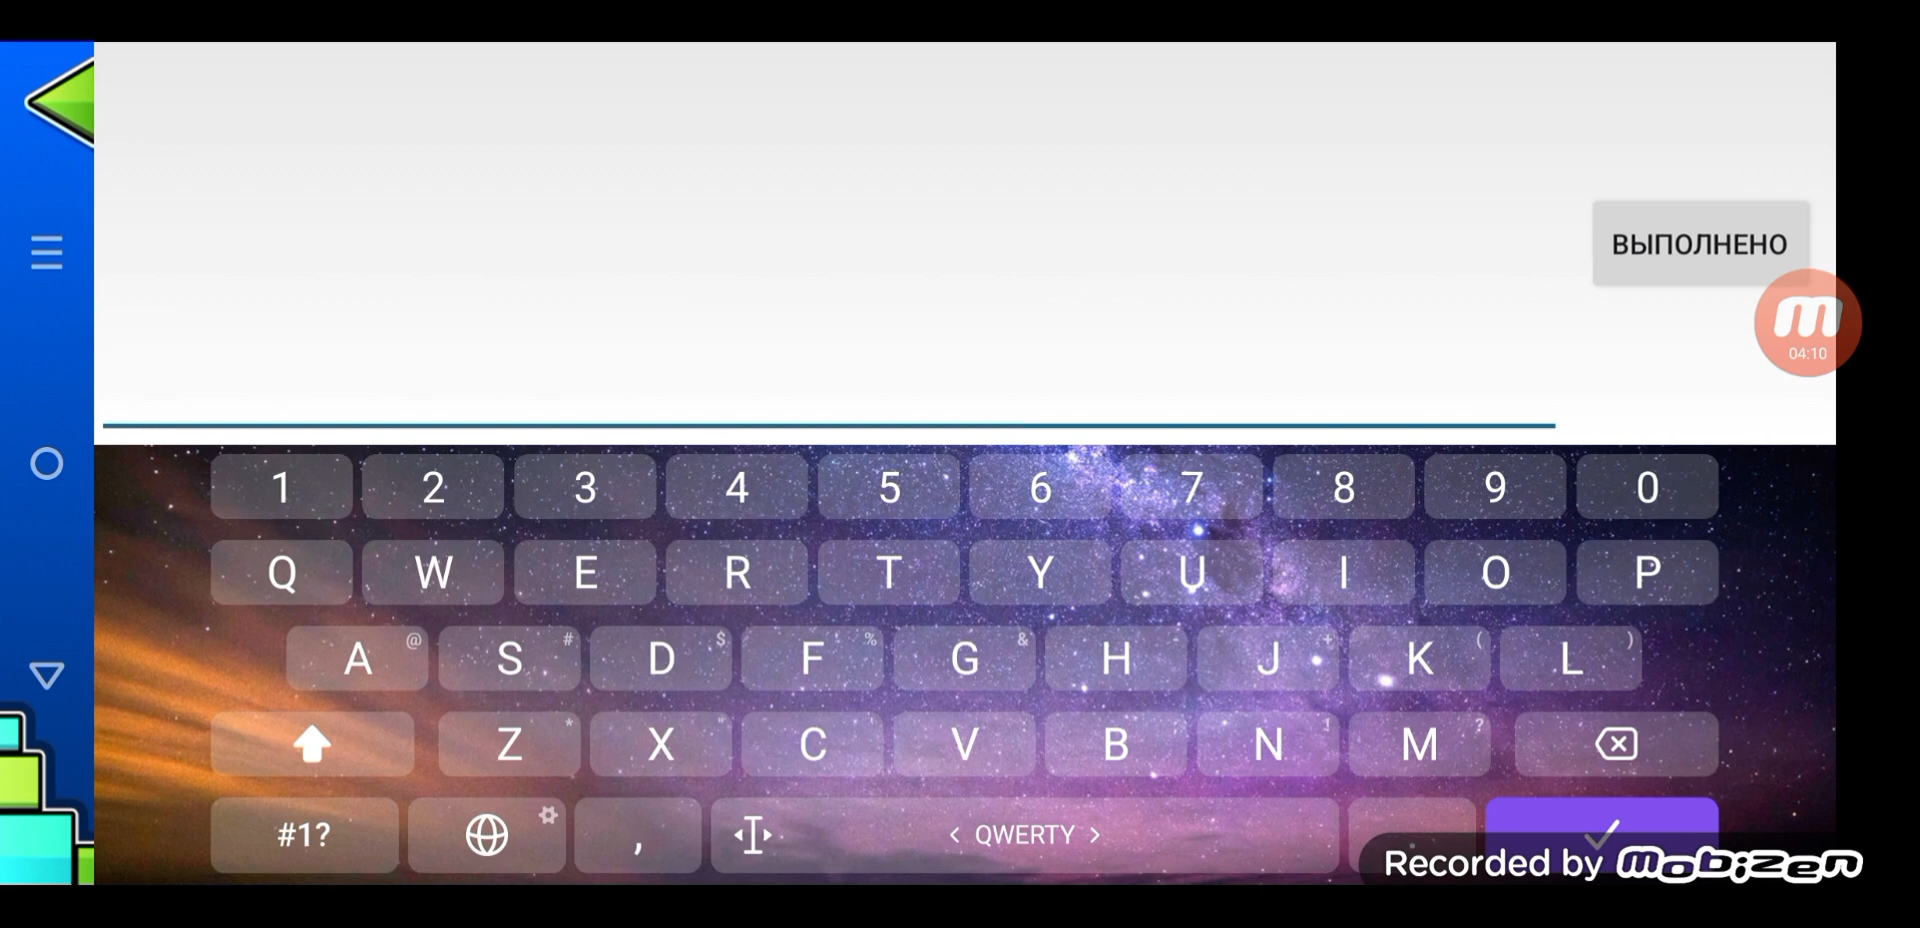 ВЫПОЛНЕНО
m
04:10
1 2 3 4 5 6 7 8 9 0
Q W E R T Y U I O P
A @ S # D $ F % G & H - J + K ( L )
Z * X " C ' V : B ; N ! M ?
#1? , < QWERTY > .
Recorded by mobizen